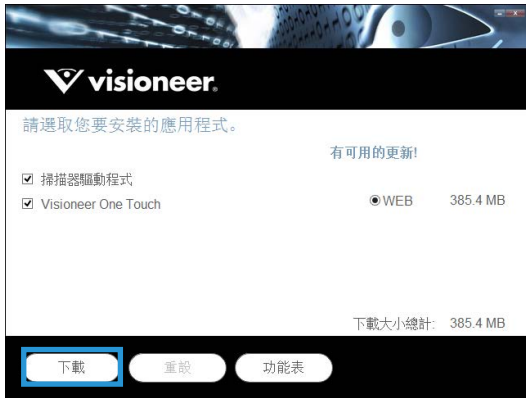 visioneer.
請選取您要安裝的應用程式。
有可用的更新!
掃描器驅動程式
Visioneer One Touch WEB 385.4 MB
下載大小總計: 385.4 MB
下載 重設 功能表